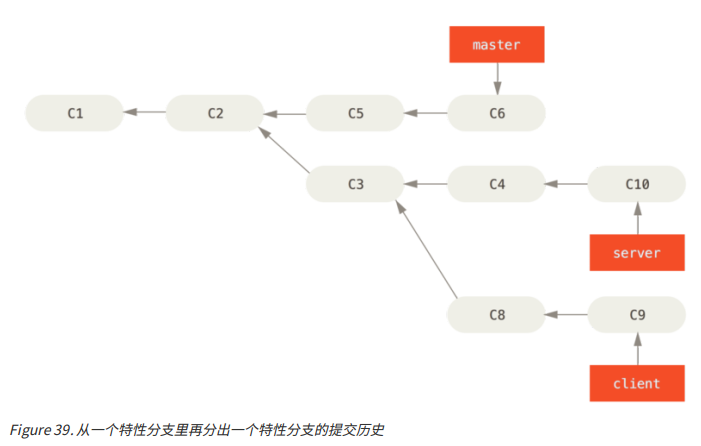 master
C1 C2 C5 C6
C3 C4 C10
server
C8 C9
client
Figure 39. 从一个特性分支里再分出一个特性分支的提交历史